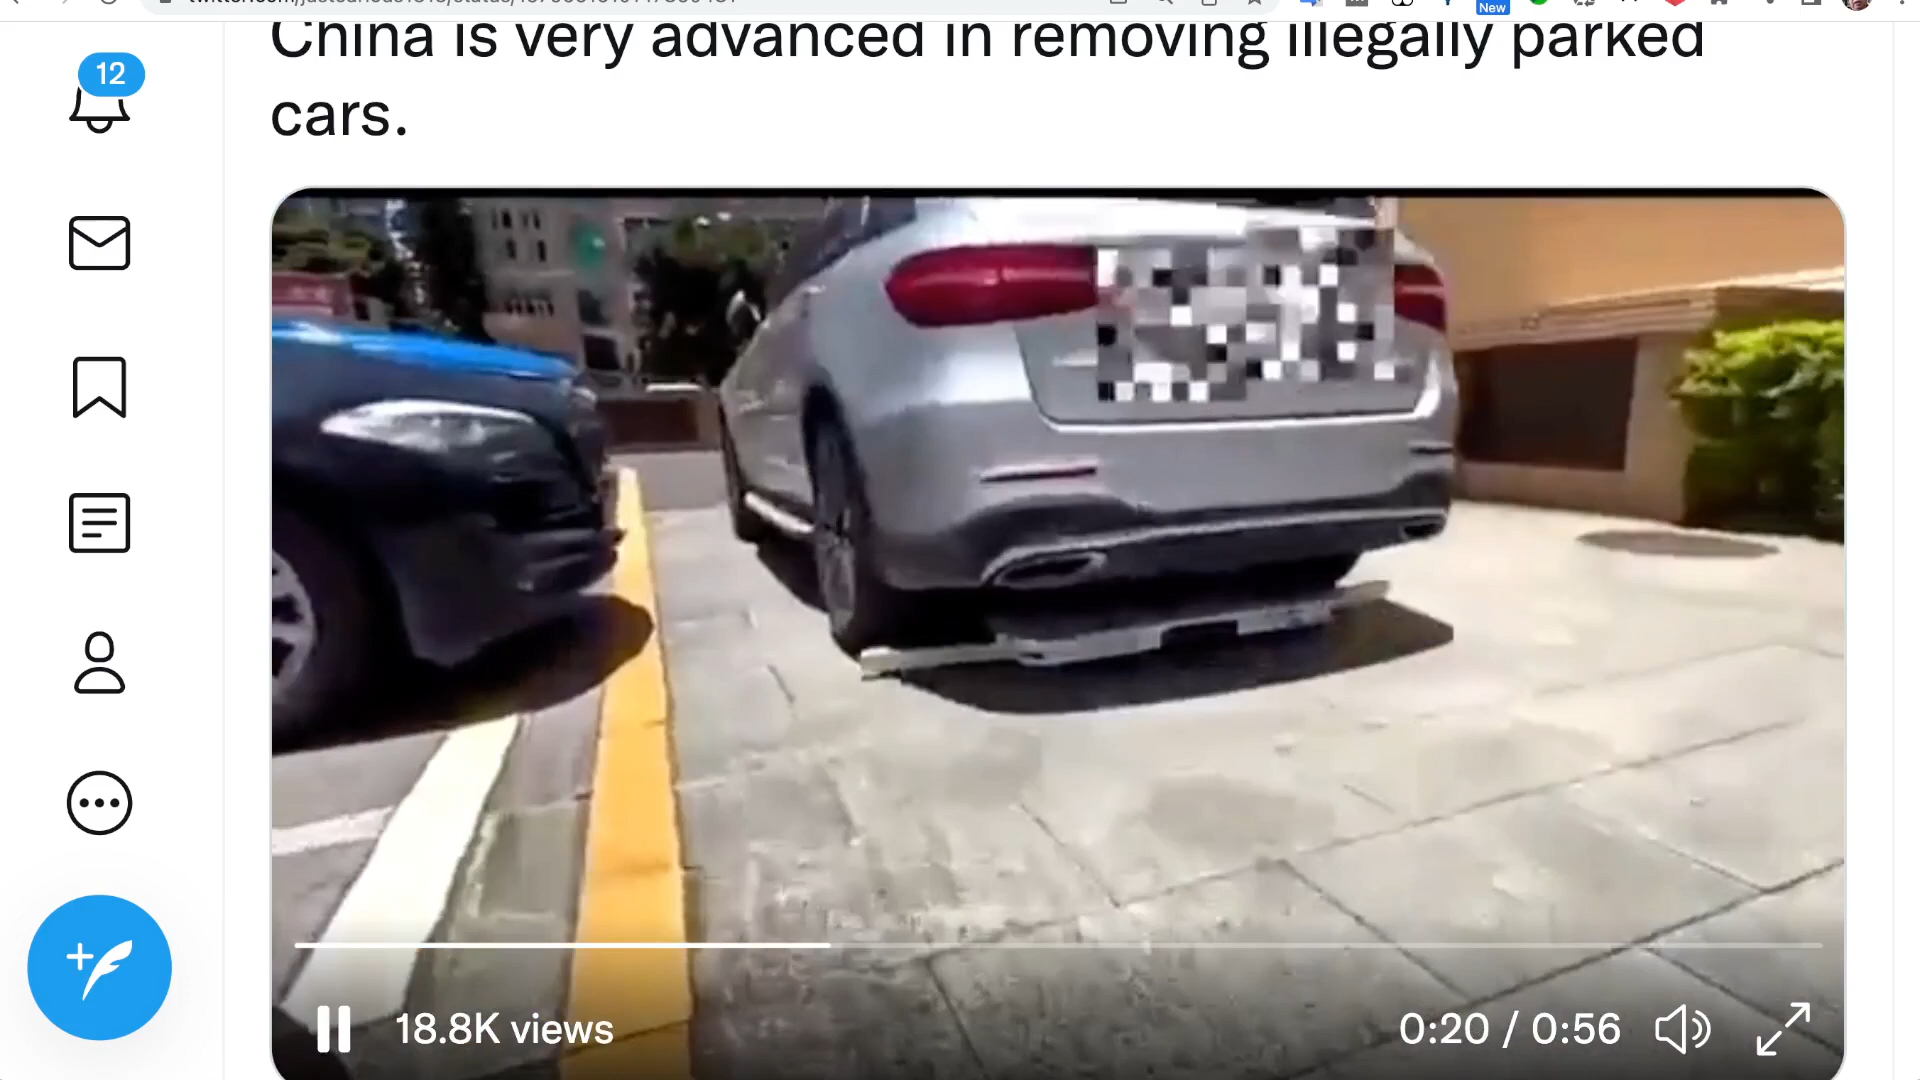 New
12
China is very advanced in removing illegally parked
cars.
18.8K views
0:20 / 0:56